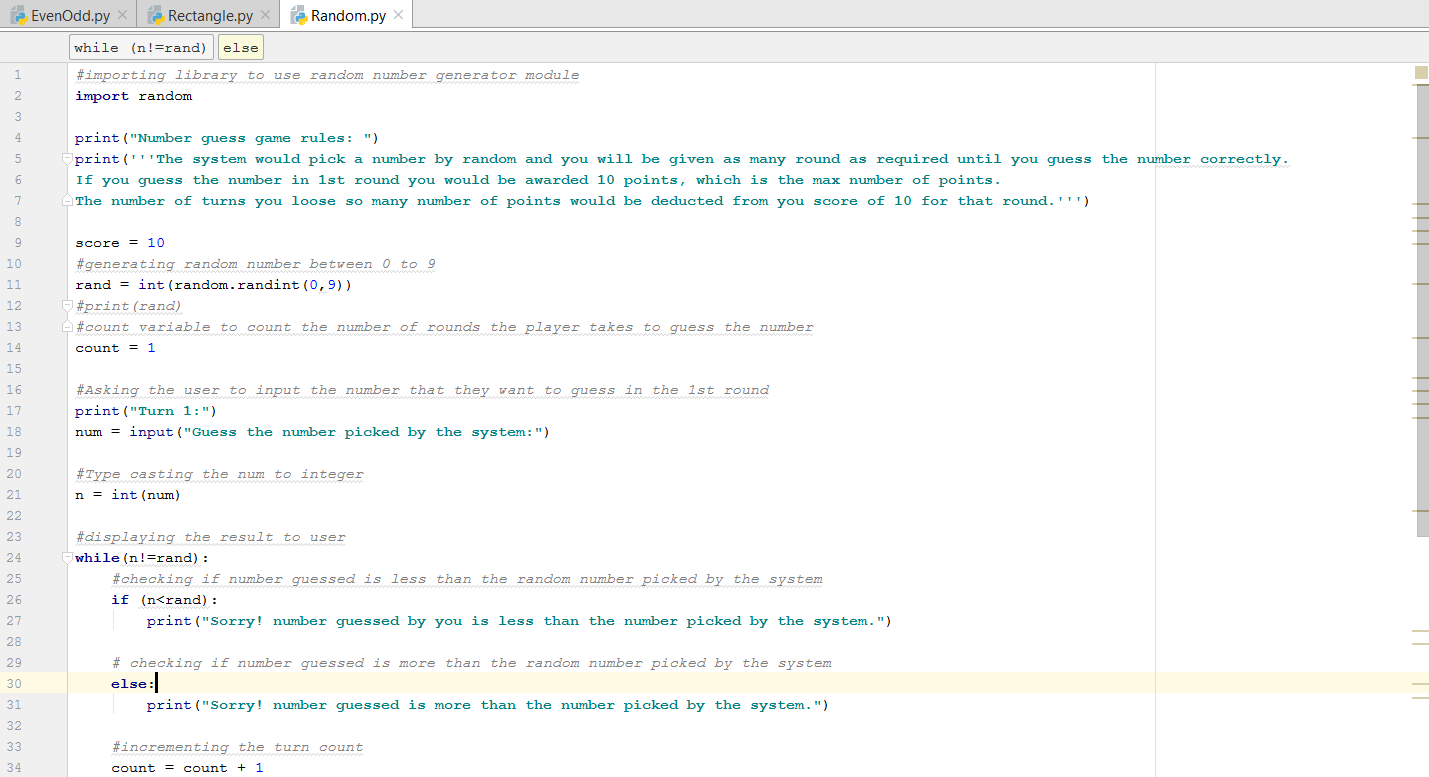 EvenOdd.py Rectangle.py Random.py
while (n!=rand) else
1 #importing library to use random number generator module
2 import random
3
4 print("Number guess game rules: ")
5 print('''The system would pick a number by random and you will be given as many round as required until you guess the number correctly.
6 If you guess the number in 1st round you would be awarded 10 points, which is the max number of points.
7 The number of turns you loose so many number of points would be deducted from you score of 10 for that round.''')
8
9 score = 10
10 #generating random number between 0 to 9
11 rand = int(random.randint(0,9))
12 #print(rand)
13 #count variable to count the number of rounds the player takes to guess the number
14 count = 1
15
16 #Asking the user to input the number that they want to guess in the 1st round
17 print("Turn 1:")
18 num = input("Guess the number picked by the system:")
19
20 #Type casting the num to integer
21 n = int(num)
22
23 #displaying the result to user
24 while(n!=rand):
25 #checking if number guessed is less than the random number picked by the system
26 if (n<rand):
27 print("Sorry! number guessed by you is less than the number picked by the system.")
28
29 # checking if number guessed is more than the random number picked by the system
30 else:
31 print("Sorry! number guessed is more than the number picked by the system.")
32
33 #incrementing the turn count
34 count = count + 1